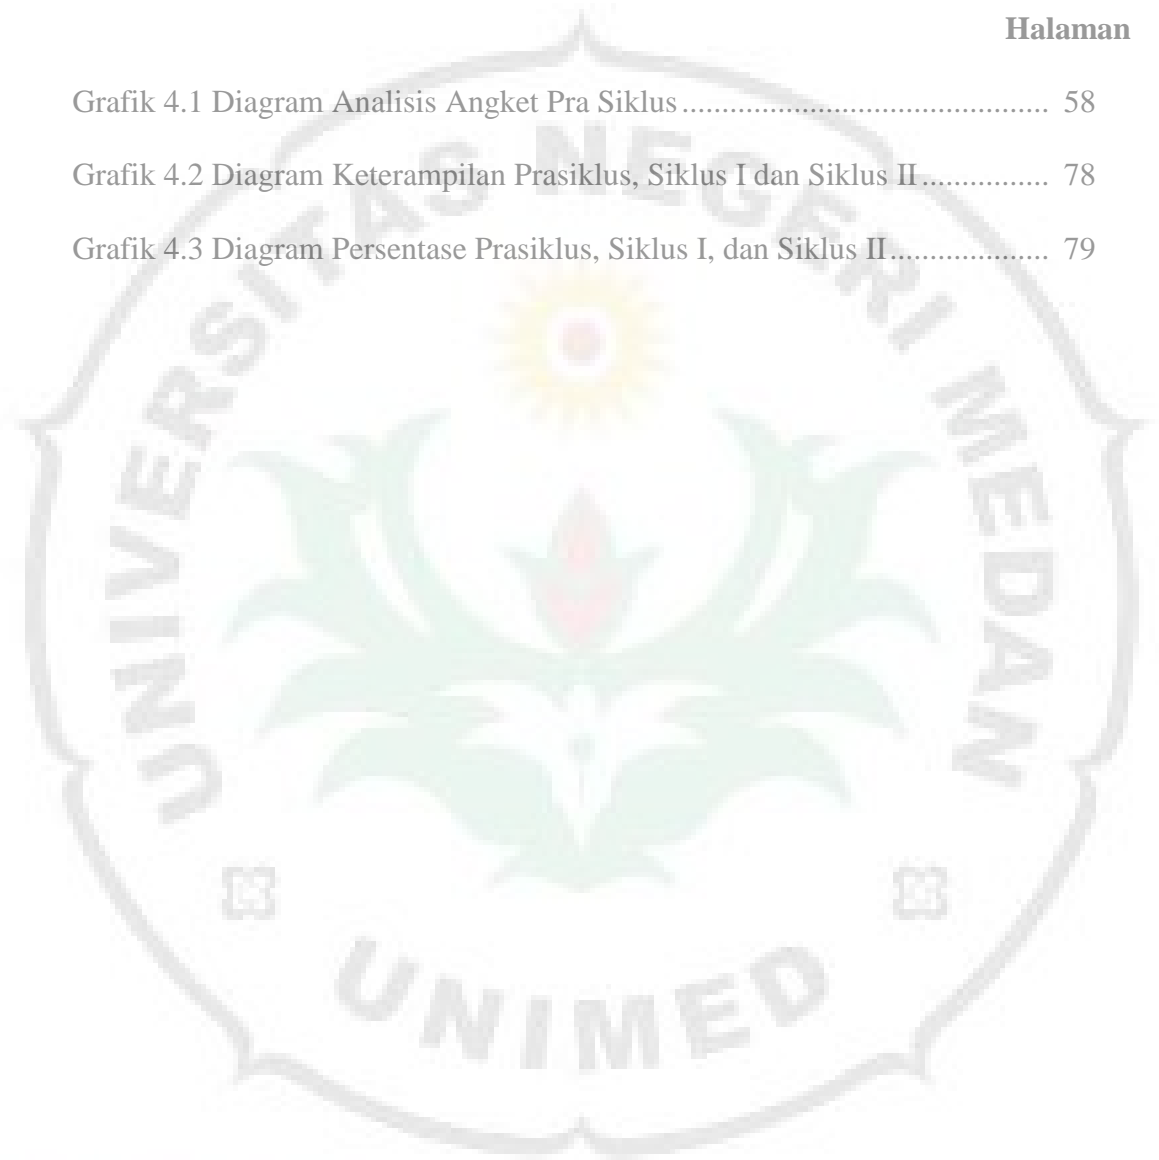 Halaman
Grafik 4.1 Diagram Analisis Angket Pra Siklus.............................................. 58
Grafik 4.2 Diagram Keterampilan Prasiklus, Siklus I dan Siklus II................ 78
Grafik 4.3 Diagram Persentase Prasiklus, Siklus I, dan Siklus II.................... 79
UNIVERSITAS NEGERI MEDAN
UNIMED